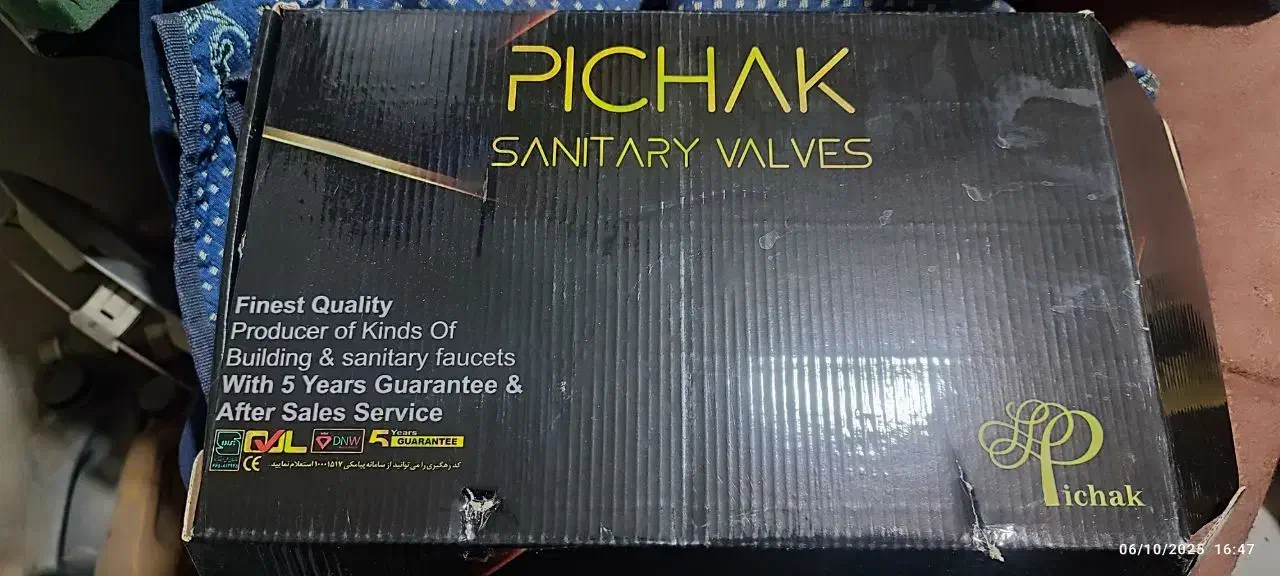 PICHAK
SANITARY VALVES
Finest Quality
Producer of Kinds Of
Building & sanitary faucets
With 5 Years Guarantee &
After Sales Service
DNW
5 Years GUARANTEE
CE
کد رهگیری را می‌توانید از سامانه پیامکی ۱۰۰۰۱۵۱۷ استعلام نمایید.
Pichak
06/10/2025 16:47